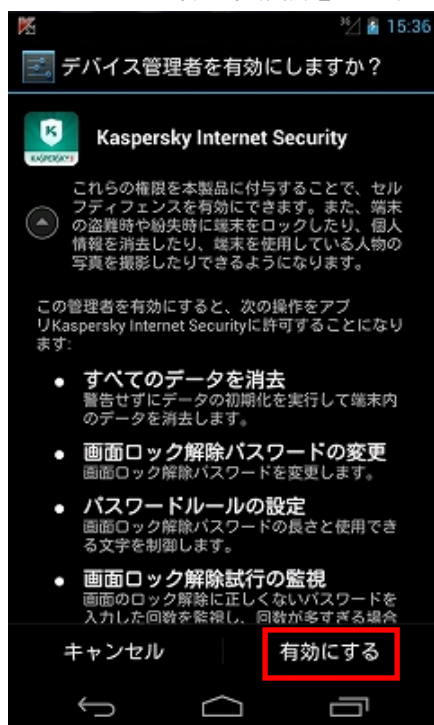 36 15:36
デバイス管理者を有効にしますか？
Kaspersky Internet Security
KASPERSKY
これらの権限を本製品に付与することで、セル
フディフェンスを有効にできます。また、端末
の盗難時や紛失時に端末をロックしたり、個人
情報を消去したり、端末を使用している人物の
写真を撮影したりできるようになります。
この管理者を有効にすると、次の操作をアプ
リKaspersky Internet Securityに許可することになり
ます:
• すべてのデータを消去
警告せずにデータの初期化を実行して端末内
のデータを消去します。
• 画面ロック解除パスワードの変更
画面ロック解除パスワードを変更します。
• パスワードルールの設定
画面ロック解除パスワードの長さと使用でき
る文字を制御します。
• 画面ロック解除試行の監視
画面のロック解除に正しくないパスワードを
入力した回数を監視し、回数が多すぎる場合
キャンセル
有効にする